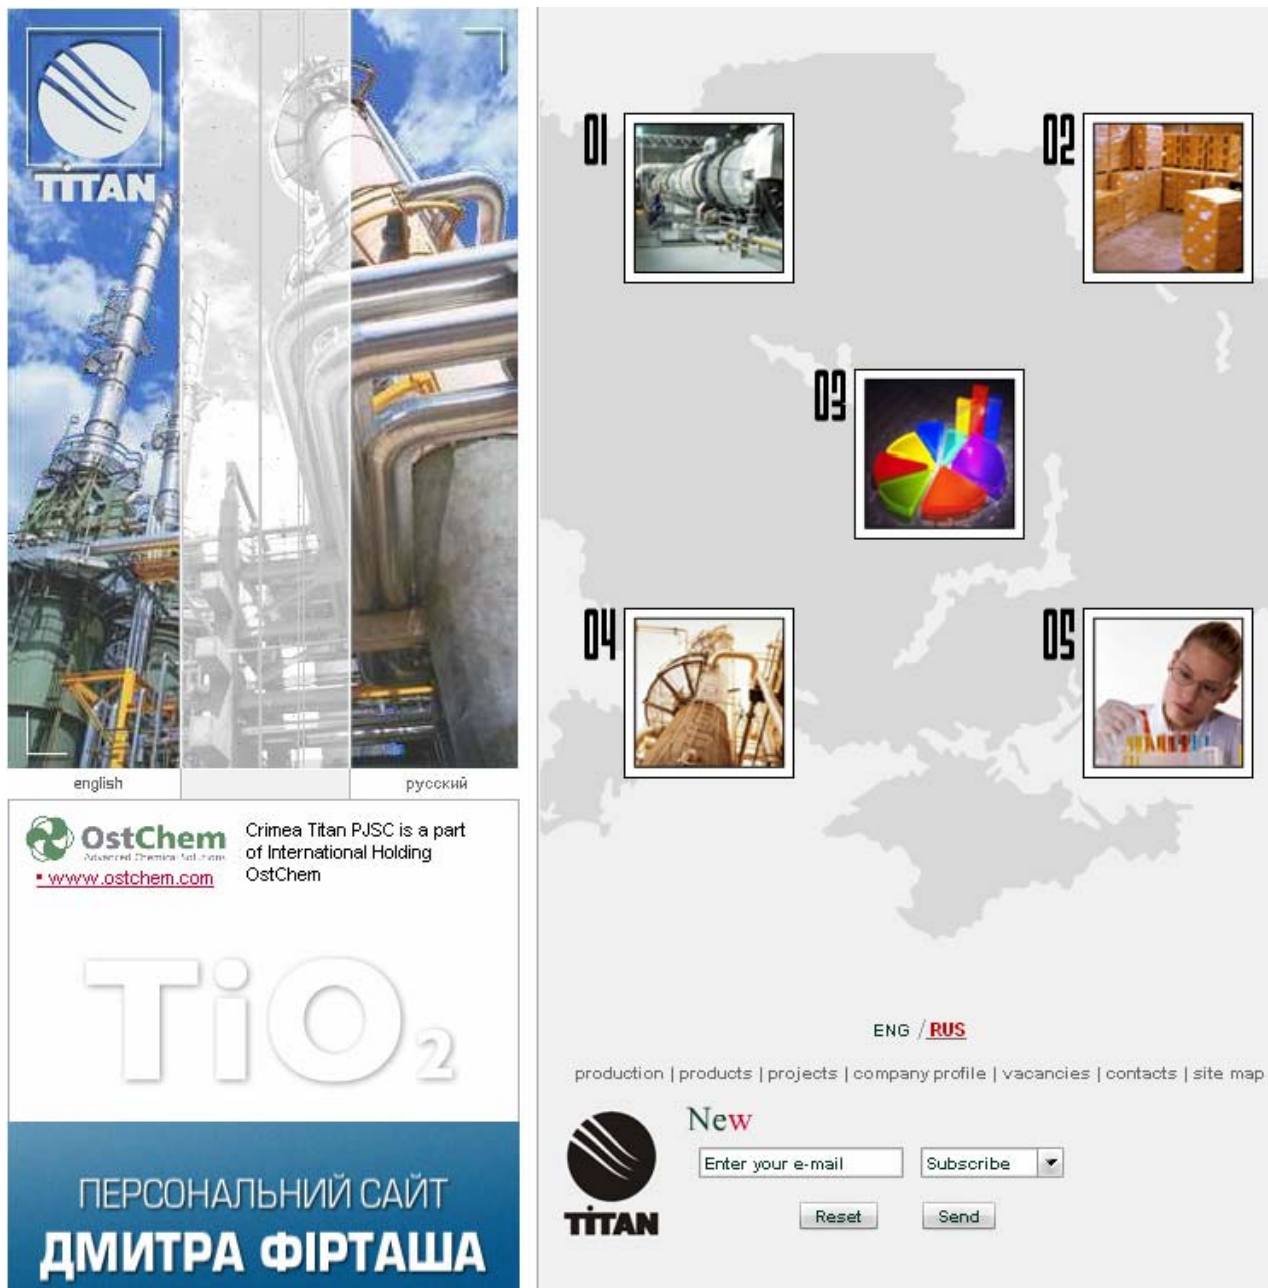 TITAN
english
русский
OstChem
Advanced Chemical Solutions
▪ www.ostchem.com
Crimea Titan PJSC is a part
of International Holding
OstChem
TiO2
ПЕРСОНАЛЬНИЙ САЙТ
ДМИТРА ФІРТАША
01
02
03
04
05
ENG / RUS
production | products | projects | company profile | vacancies | contacts | site map
New
Enter your e-mail
Subscribe
Reset
Send
TITAN